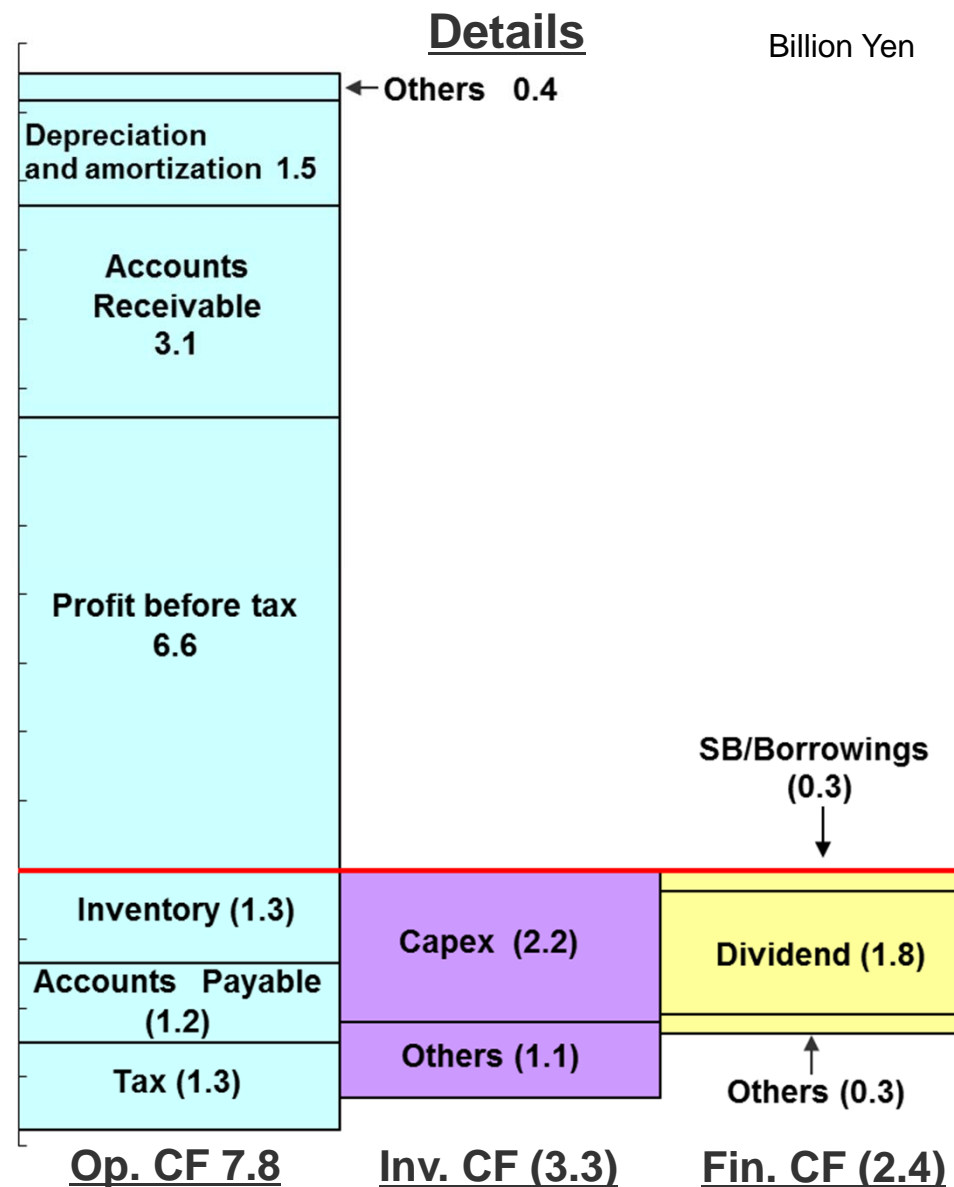 Details
Billion Yen
Others 0.4
Depreciation
and amortization 1.5
Accounts
Receivable
3.1
Profit before tax
6.6
SB/Borrowings
(0.3)
Inventory (1.3)
Capex (2.2)
Dividend (1.8)
Accounts Payable
(1.2)
Others (1.1)
Tax (1.3)
Others (0.3)
Op. CF 7.8
Inv. CF (3.3)
Fin. CF (2.4)